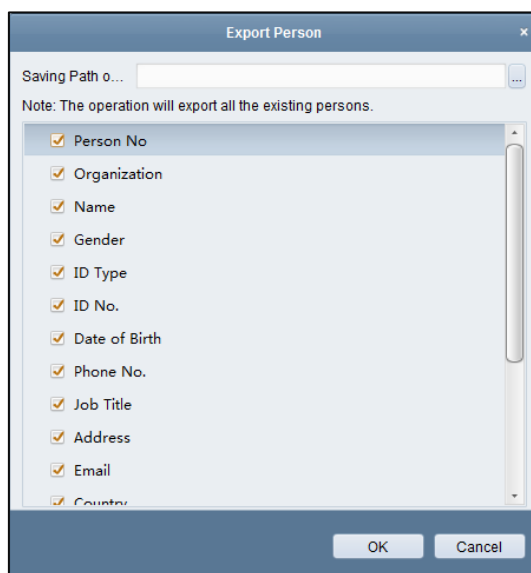 Export Person
×
Saving Path o...
...
Note: The operation will export all the existing persons.
Person No
Organization
Name
Gender
ID Type
ID No.
Date of Birth
Phone No.
Job Title
Address
Email
Country
OK Cancel